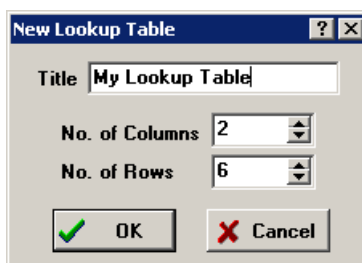 New Lookup Table ? ×
Title My Lookup Table
No. of Columns 2
No. of Rows 6
OK Cancel